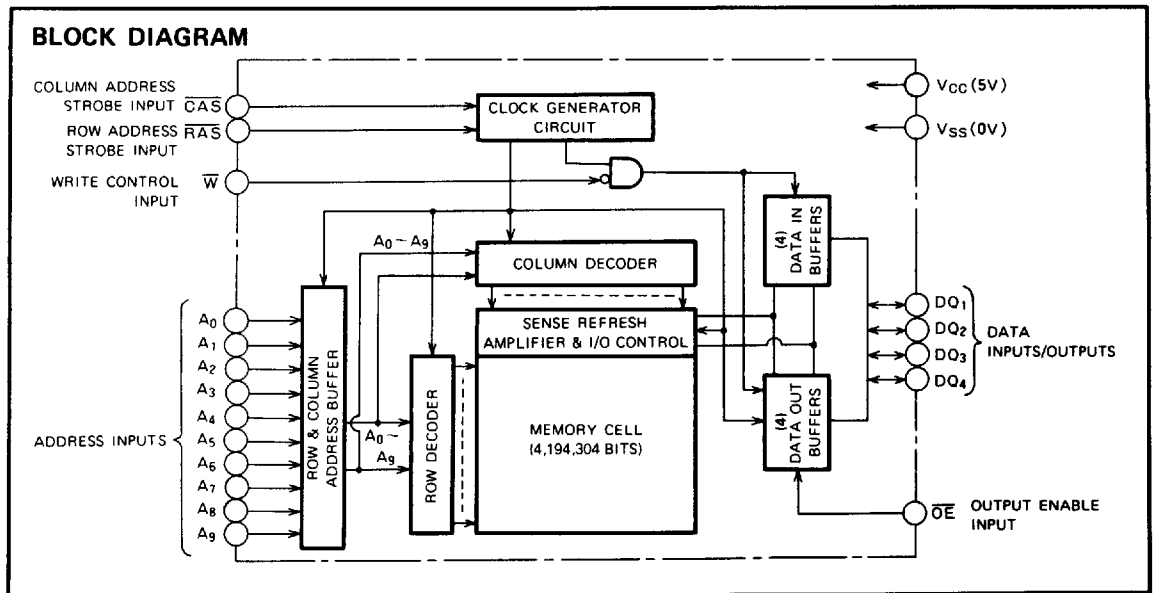 BLOCK DIAGRAM
COLUMN ADDRESS
STROBE INPUT CAS
ROW ADDRESS RAS
STROBE INPUT
WRITE CONTROL W
INPUT
CLOCK GENERATOR
CIRCUIT
VCC (5V)
VSS (0V)
A0~A9
COLUMN DECODER
(4)
DATA IN
BUFFERS
SENSE REFRESH
AMPLIFIER & I/O CONTROL
ADDRESS INPUTS
A0
A1
A2
A3
A4
A5
A6
A7
A8
A9
ROW & COLUMN
ADDRESS BUFFER
A0~
A9
ROW DECODER
MEMORY CELL
(4,194,304 BITS)
(4)
DATA OUT
BUFFERS
DQ1
DQ2
DQ3
DQ4
DATA
INPUTS/OUTPUTS
OE OUTPUT ENABLE
INPUT